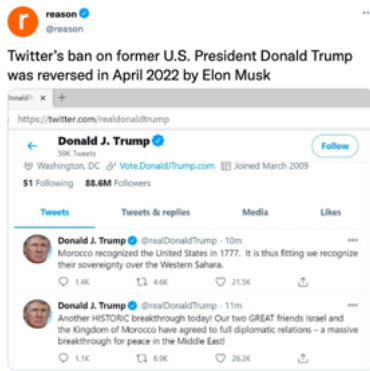 reason
@reason
Twitter's ban on former U.S. President Donald Trump
was reversed in April 2022 by Elon Musk
https://twitter.com/realdonaldtrump
Donald J. Trump
59K Tweets
Follow
Washington, DC Vote.DonaldJTrump.com Joined March 2009
51 Following 88.6M Followers
Tweets Tweets & replies Media Likes
Donald J. Trump @realDonaldTrump · 10m
Morocco recognized the United States in 1777. It is thus fitting we recognize
their sovereignty over the Western Sahara.
1.4K 4.6K 21.5K
Donald J. Trump @realDonaldTrump · 11m
Another HISTORIC breakthrough today! Our two GREAT friends Israel and
the Kingdom of Morocco have agreed to full diplomatic relations – a massive
breakthrough for peace in the Middle East!
1.1K 6.9K 26.2K